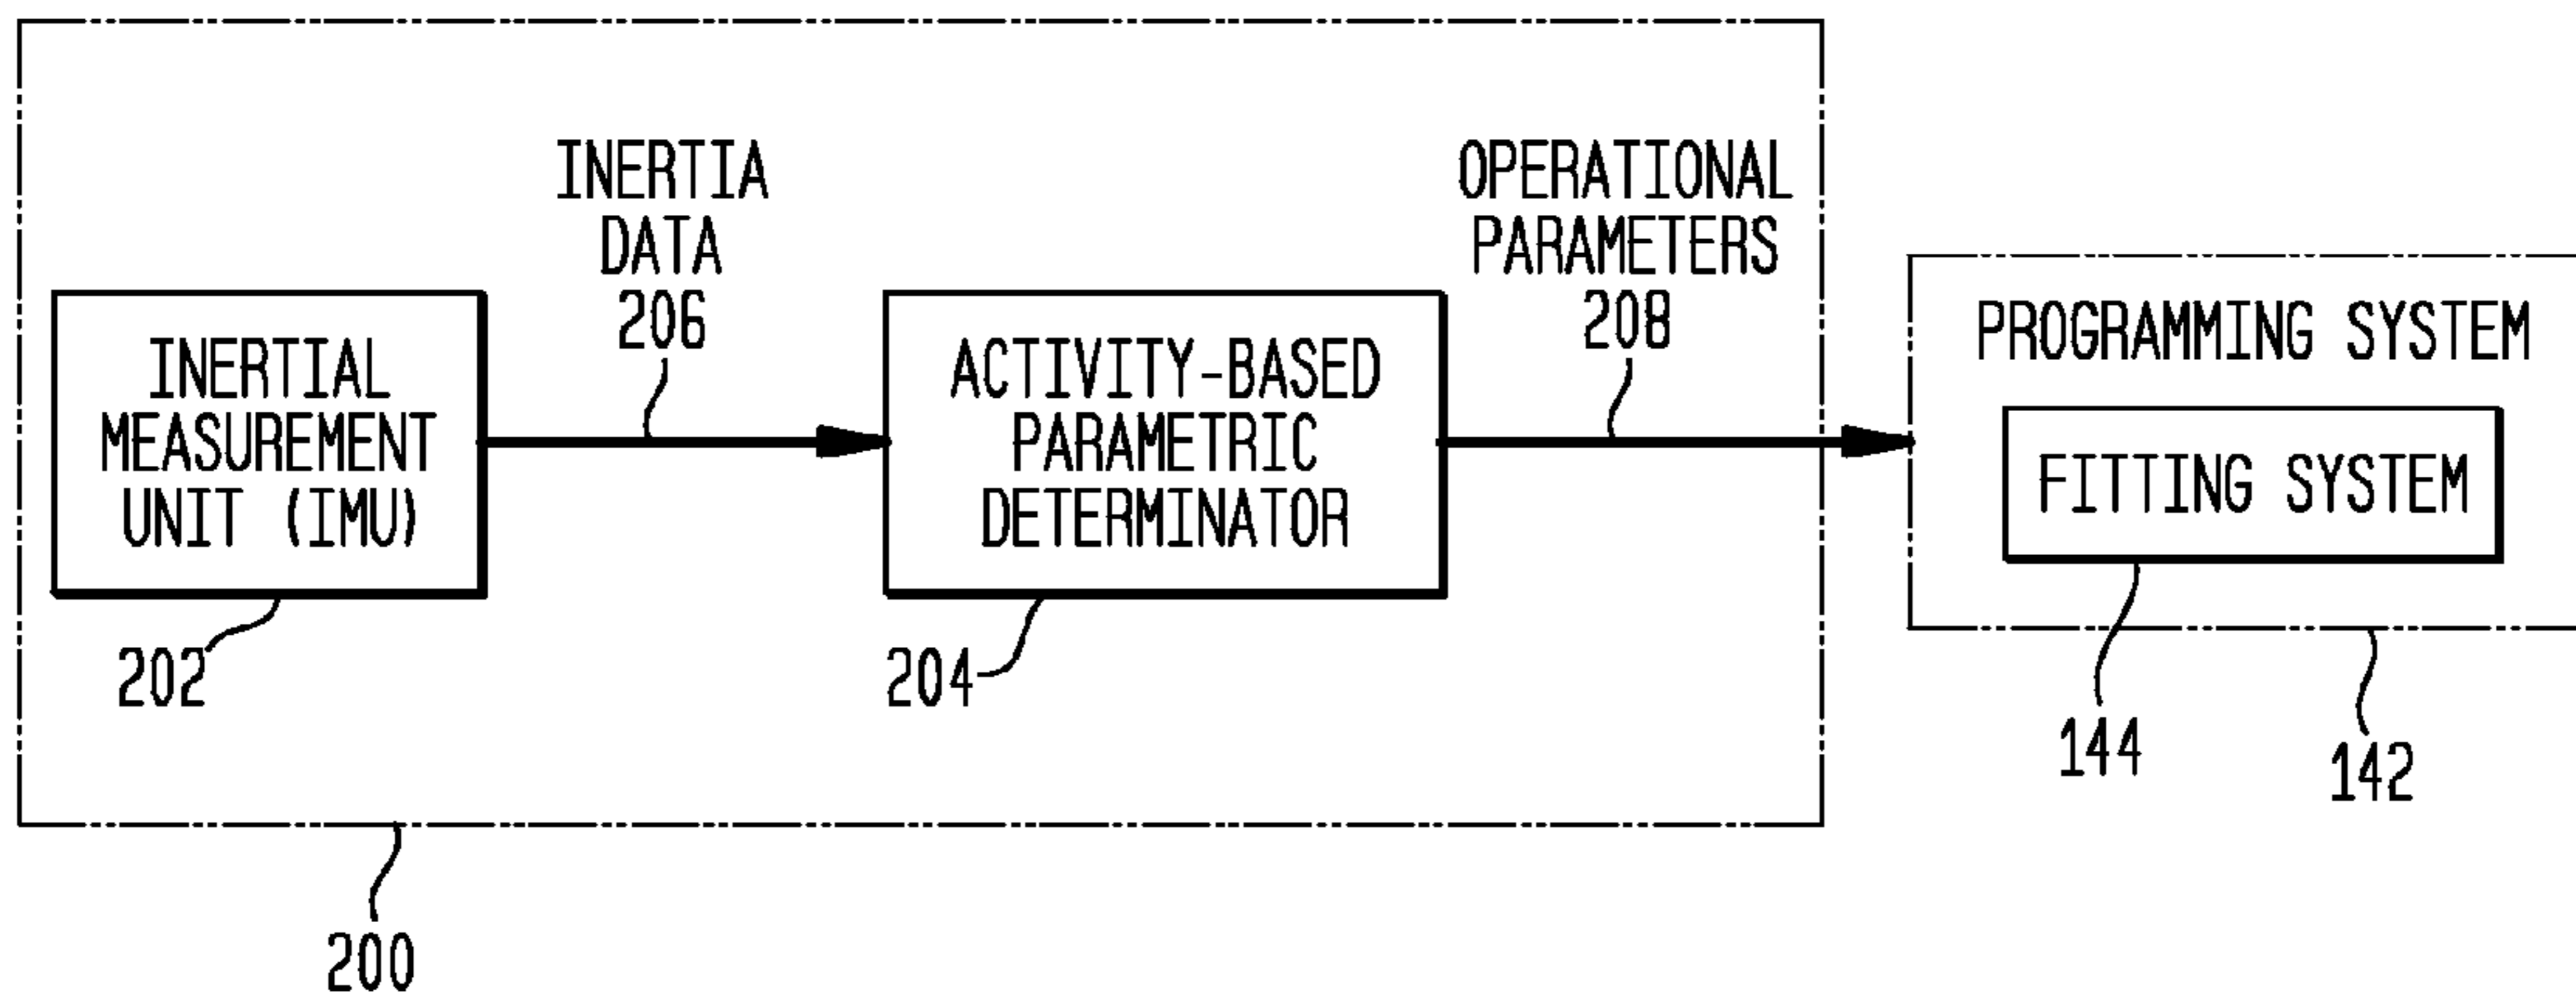 INERTIA
DATA
206
OPERATIONAL
PARAMETERS
208
INERTIAL
MEASUREMENT
UNIT (IMU)
ACTIVITY-BASED
PARAMETRIC
DETERMINATOR
PROGRAMMING SYSTEM
FITTING SYSTEM
202
204
144
142
200